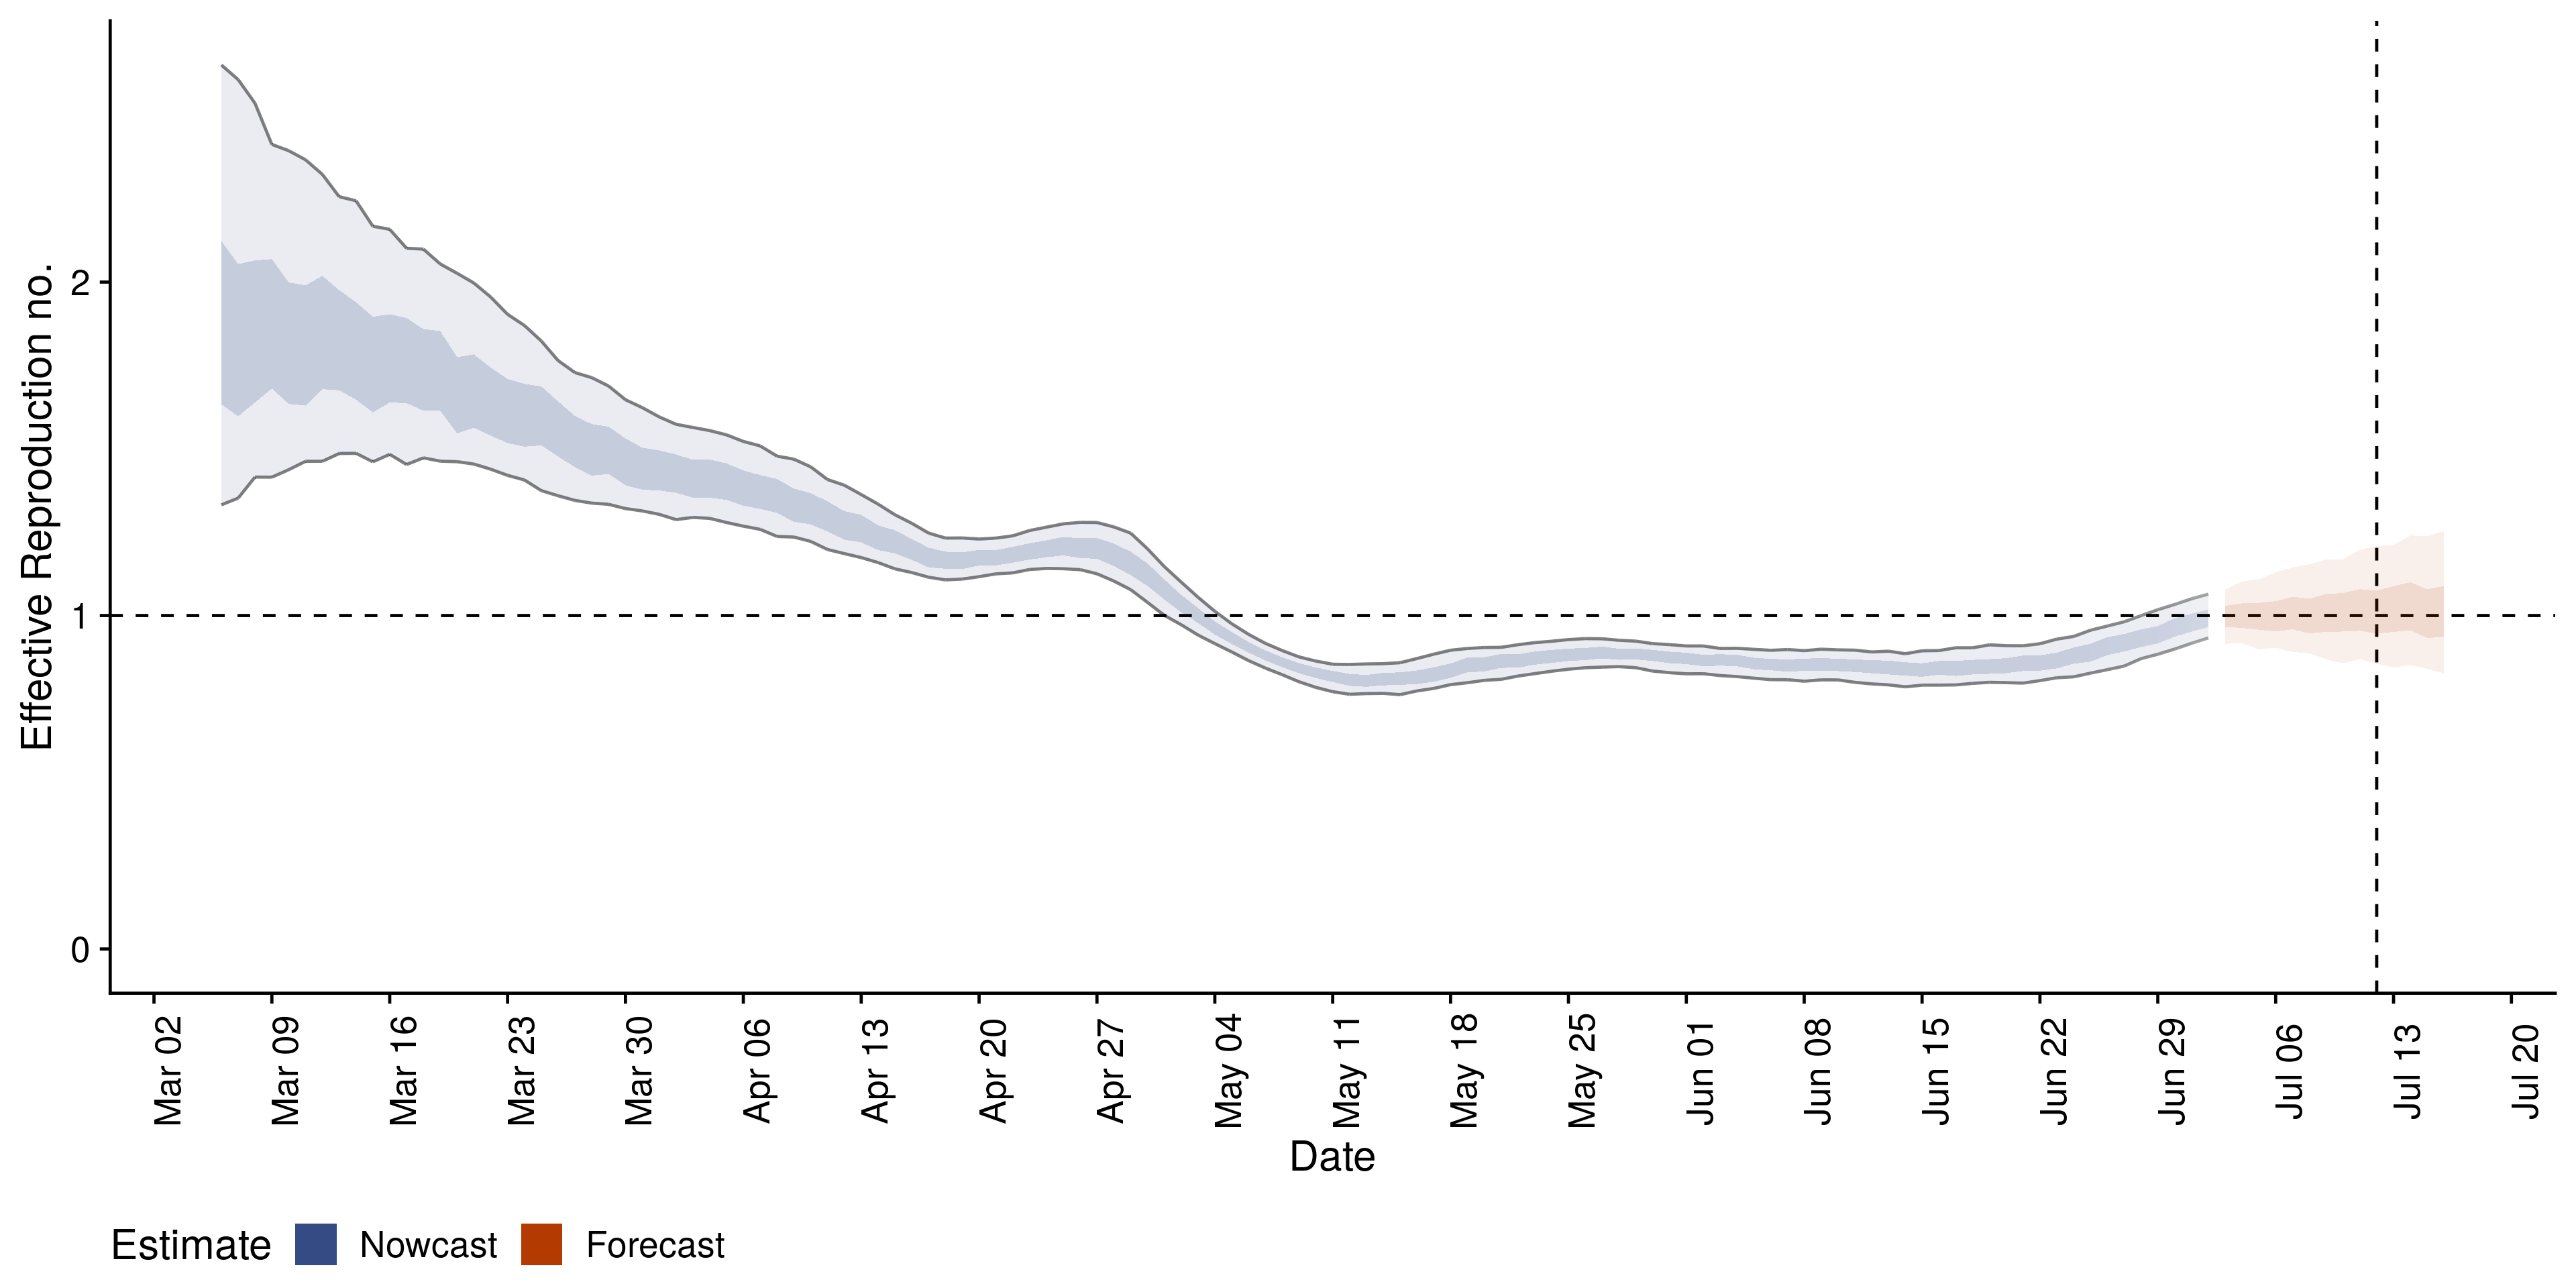 Effective Reproduction no.
2
1
0
Mar 02
Mar 09
Mar 16
Mar 23
Mar 30
Apr 06
Apr 13
Apr 20
Apr 27
May 04
May 11
May 18
May 25
Jun 01
Jun 08
Jun 15
Jun 22
Jun 29
Jul 06
Jul 13
Jul 20
Date
Estimate Nowcast Forecast